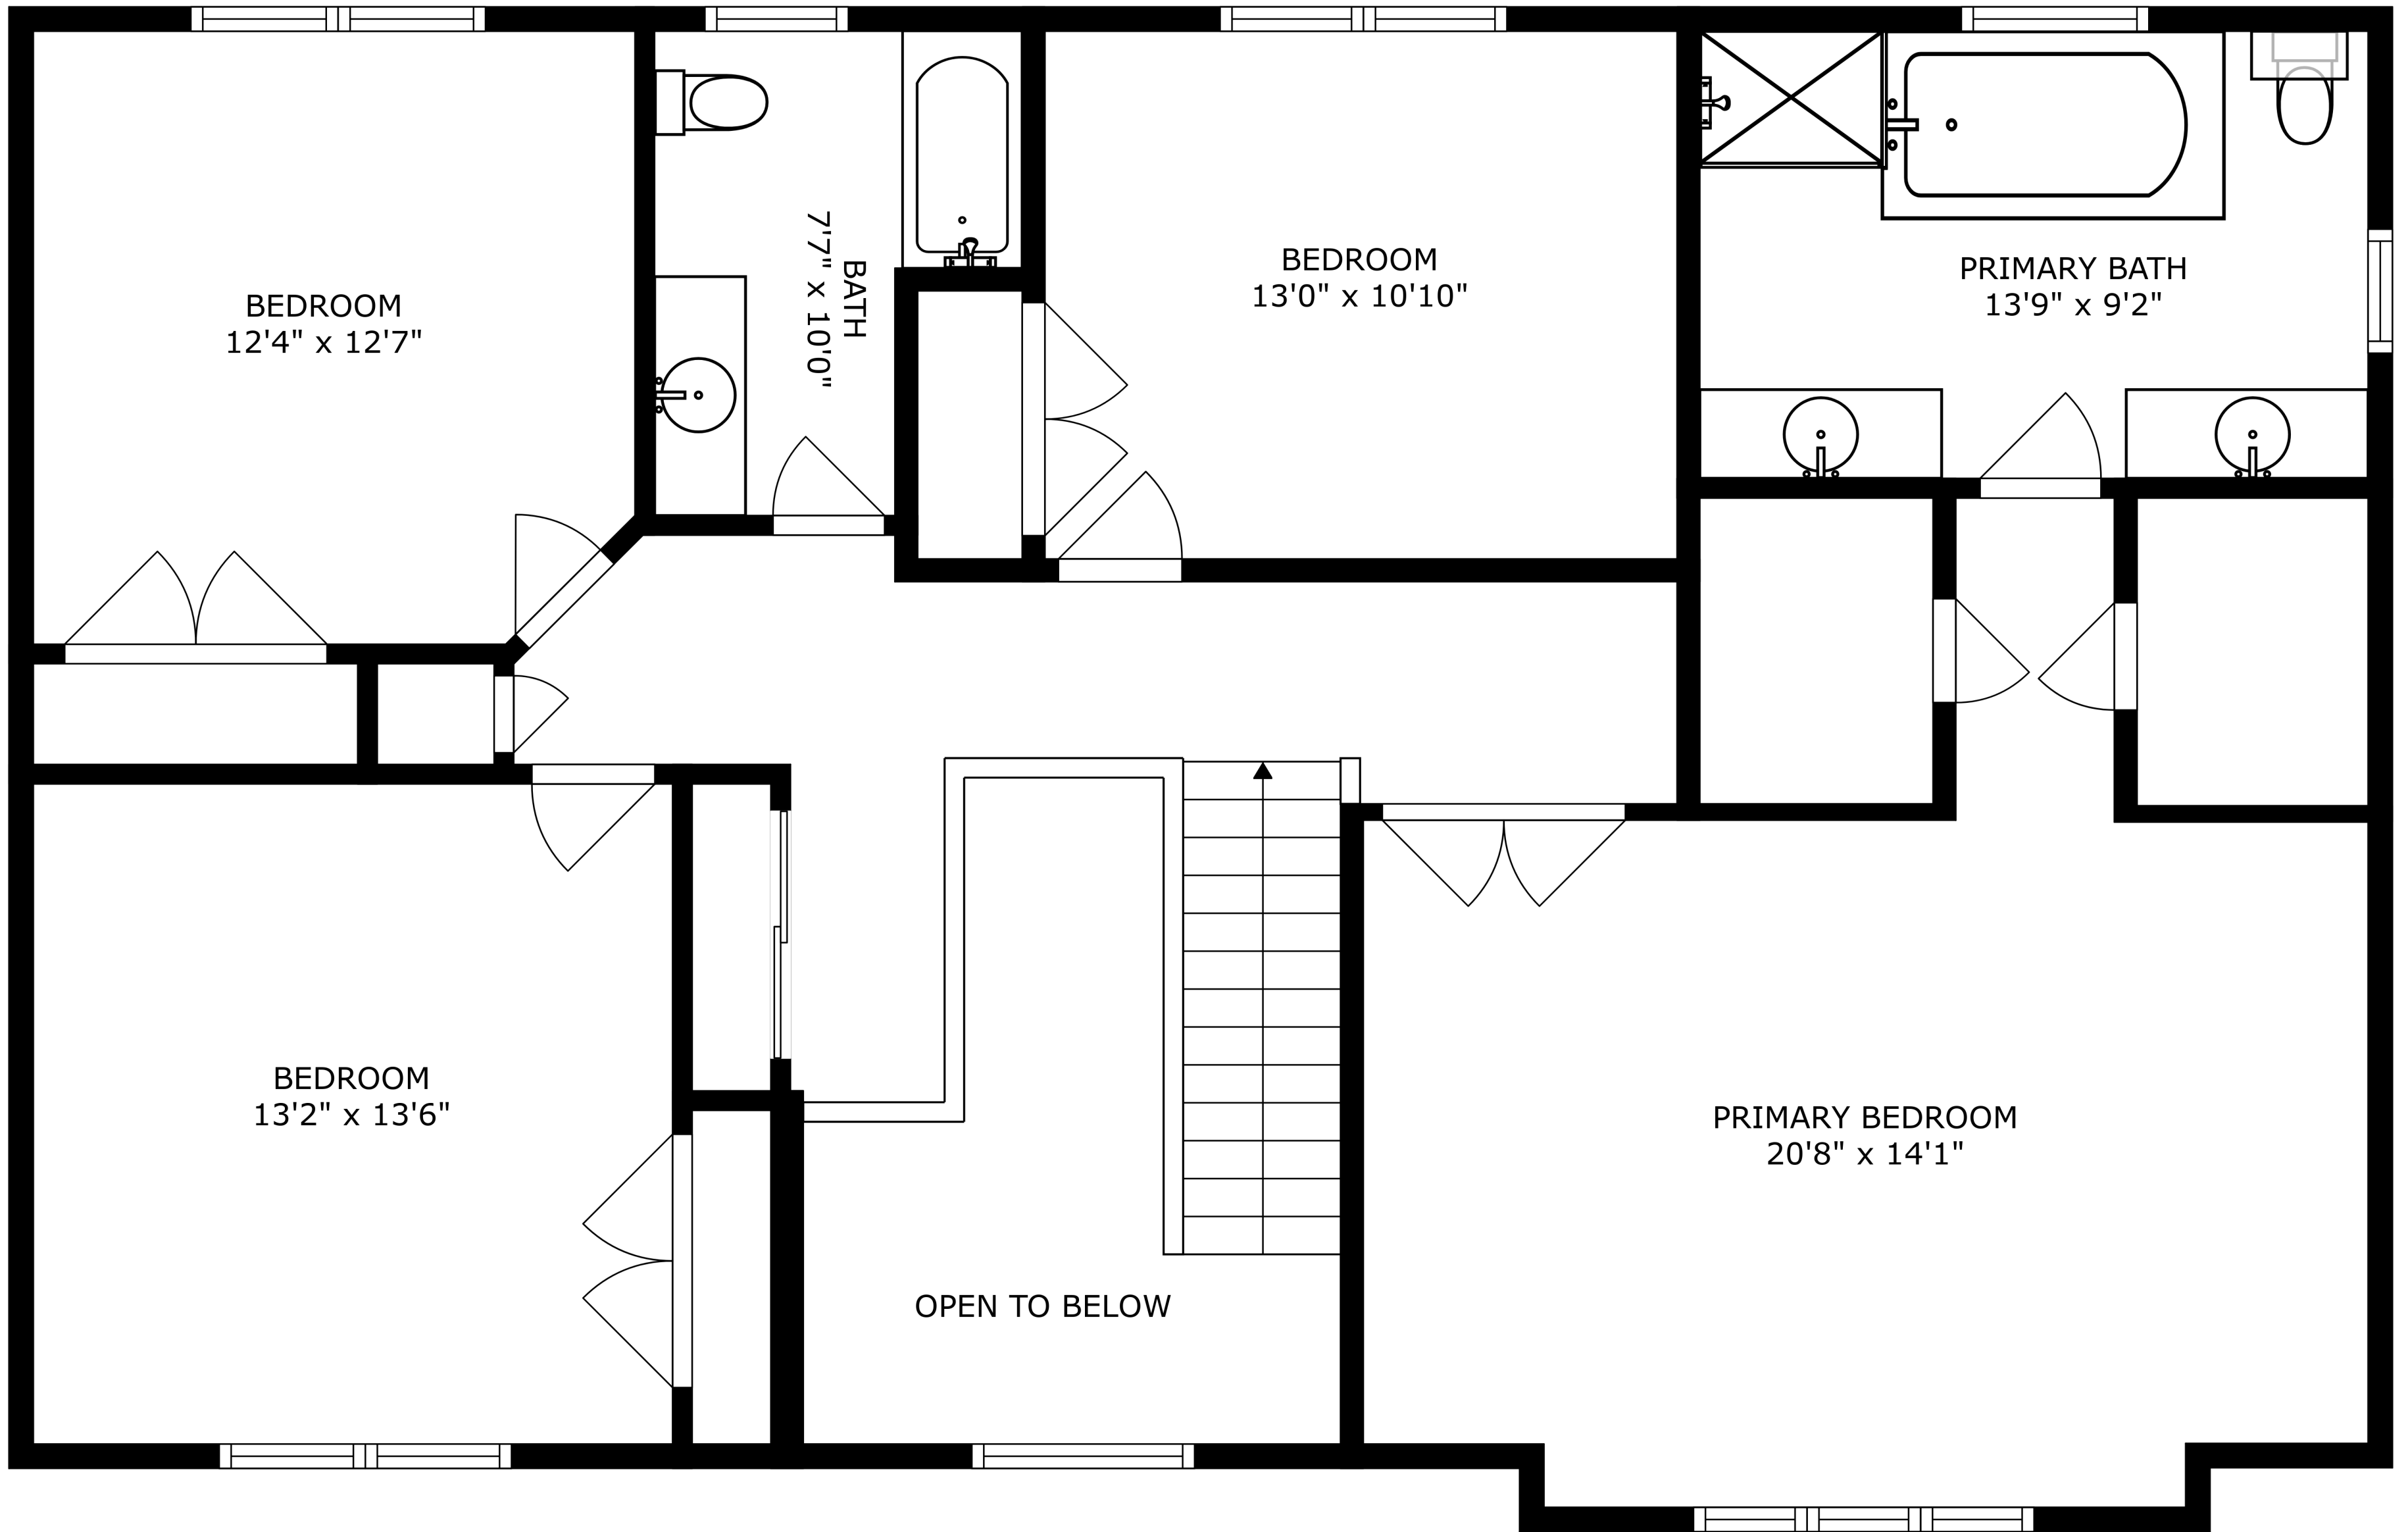 BEDROOM
12'4" x 12'7"
BATH
7'7" x 10'0"
BEDROOM
13'0" x 10'10"
PRIMARY BATH
13'9" x 9'2"
BEDROOM
13'2" x 13'6"
PRIMARY BEDROOM
20'8" x 14'1"
OPEN TO BELOW